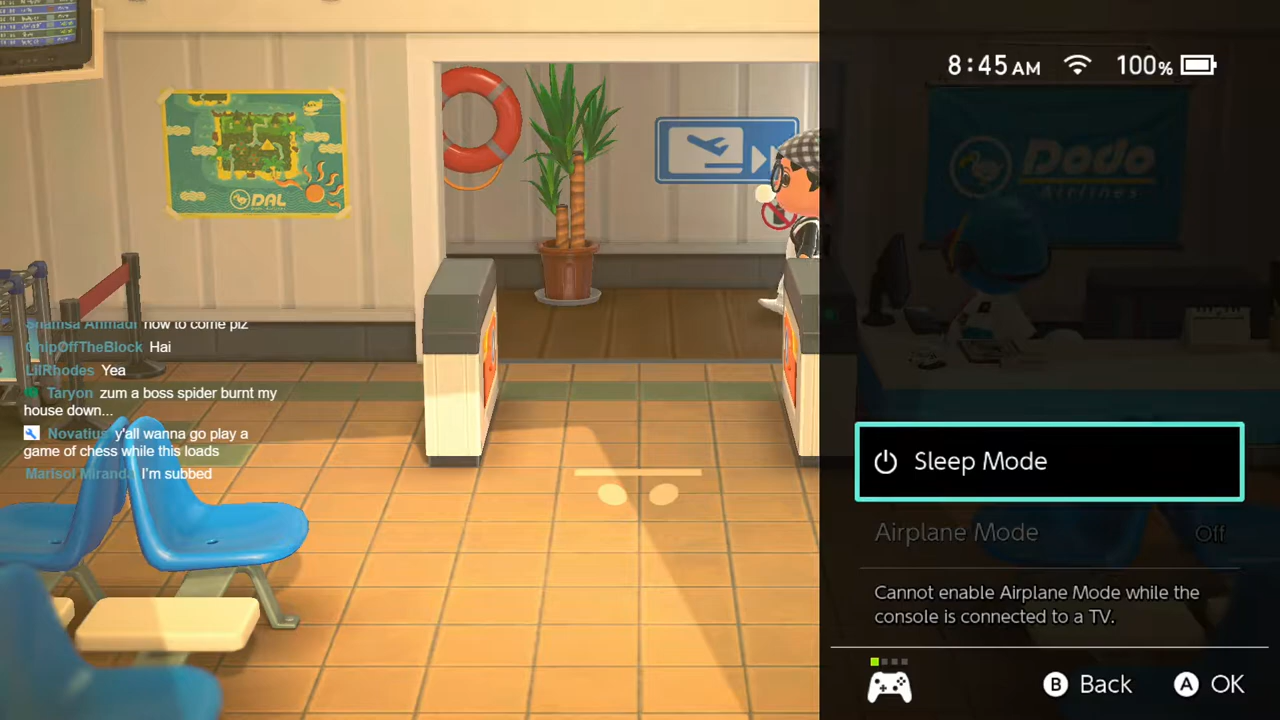 8:45 AM 100%
DAL
Dodo
Airlines
Shamsa Ahmadi how to come plz
ChipOffTheBlock Hai
LilRhodes Yea
Taryon zum a boss spider burnt my
house down...
Novatius y'all wanna go play a
game of chess while this loads
Marisol Miranda I'm subbed
Sleep Mode
Airplane Mode Off
Cannot enable Airplane Mode while the
console is connected to a TV.
B Back A OK